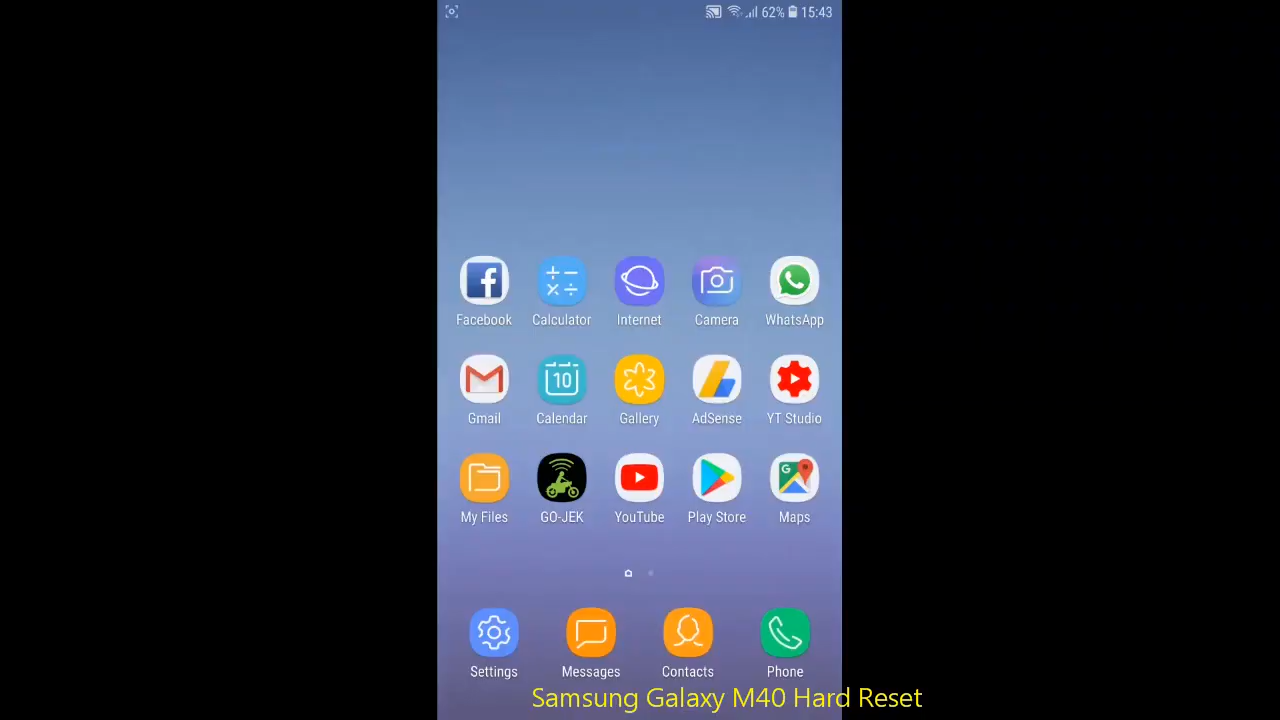 62% 15:43
Facebook Calculator Internet Camera WhatsApp
10
Gmail Calendar Gallery AdSense YT Studio
G
My Files GO-JEK YouTube Play Store Maps
Settings Messages Contacts Phone
Samsung Galaxy M40 Hard Reset